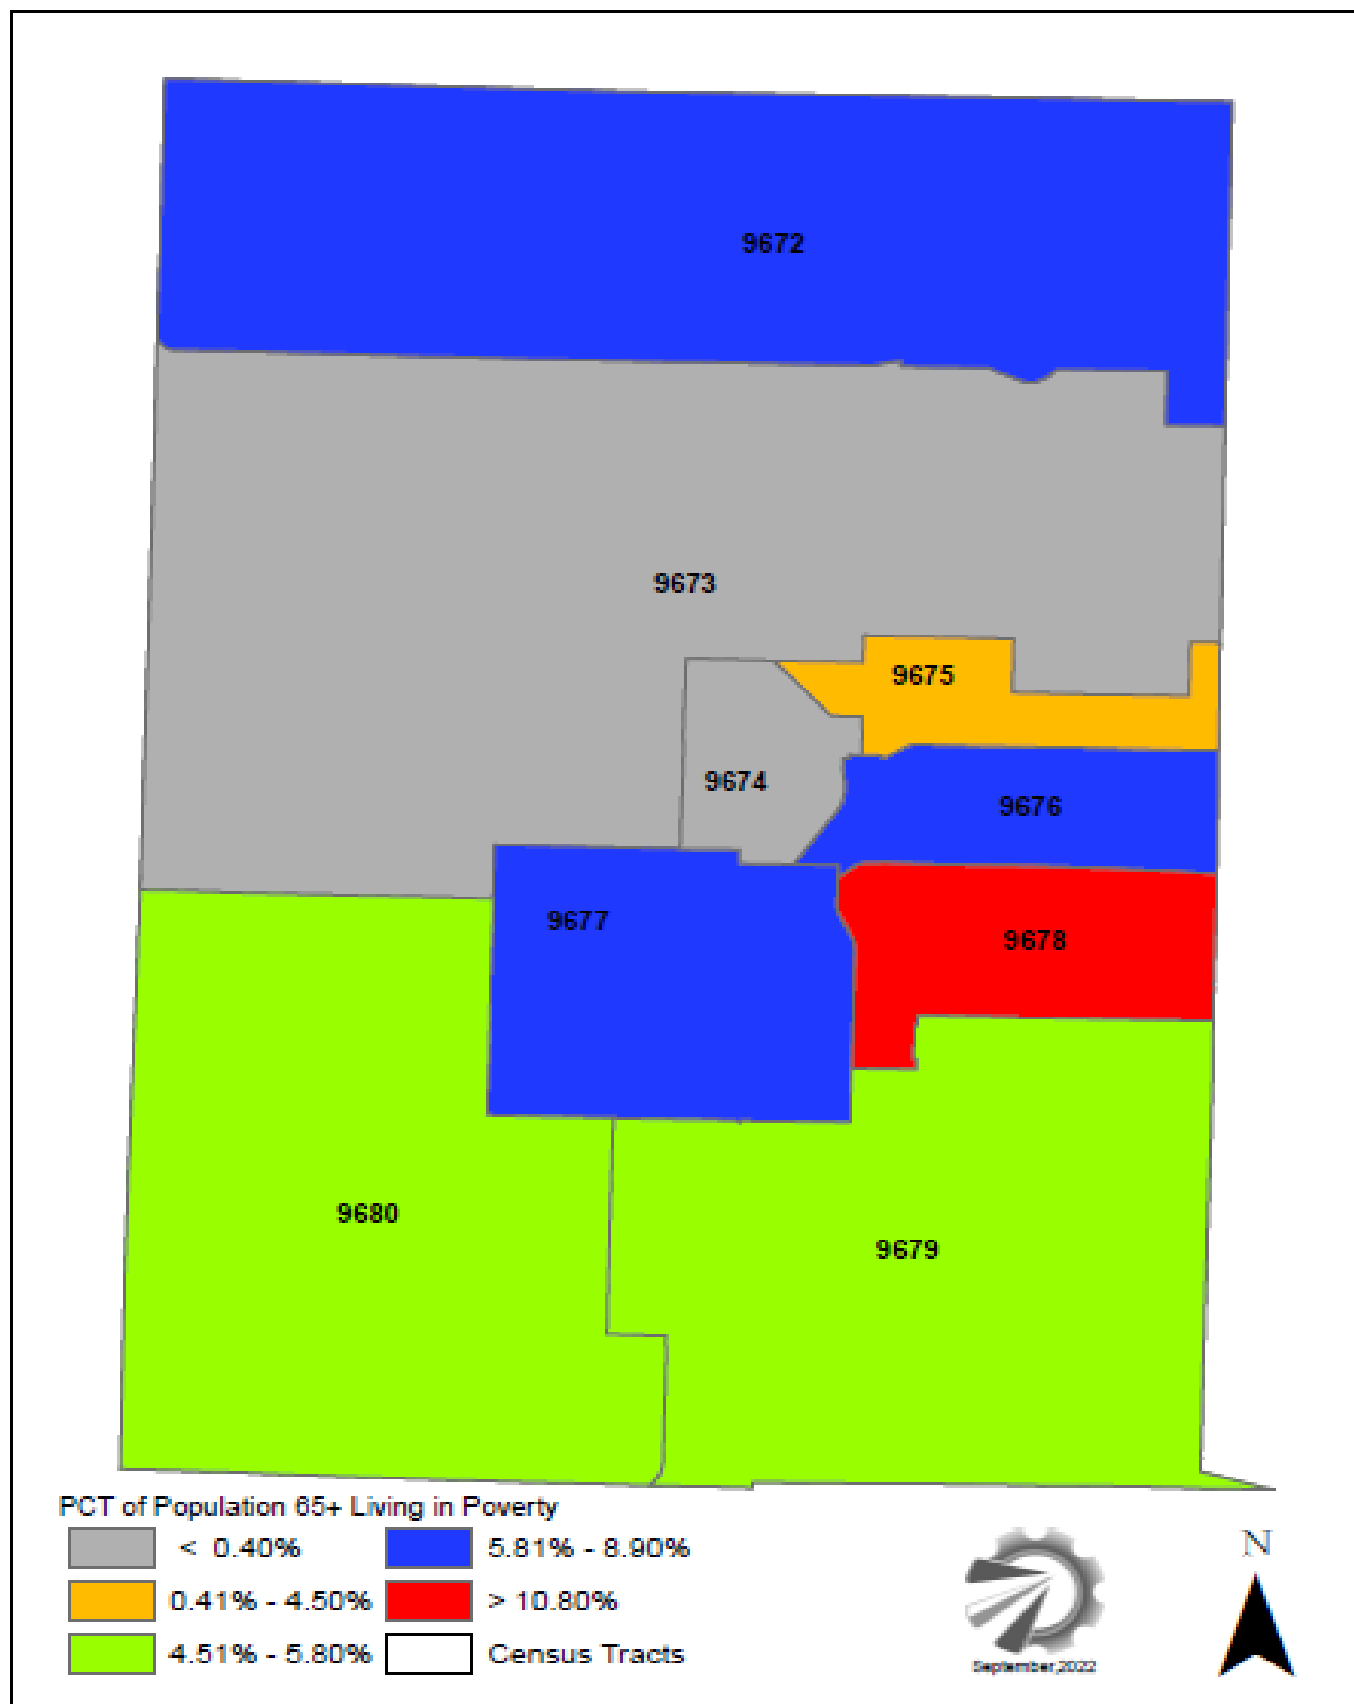 9672
9673
9675
9674
9676
9677
9678
9680
9679
PCT of Population 65+ Living in Poverty
< 0.40%
5.81% - 8.90%
0.41% - 4.50%
> 10.80%
4.51% - 5.80%
Census Tracts
N
September,2022